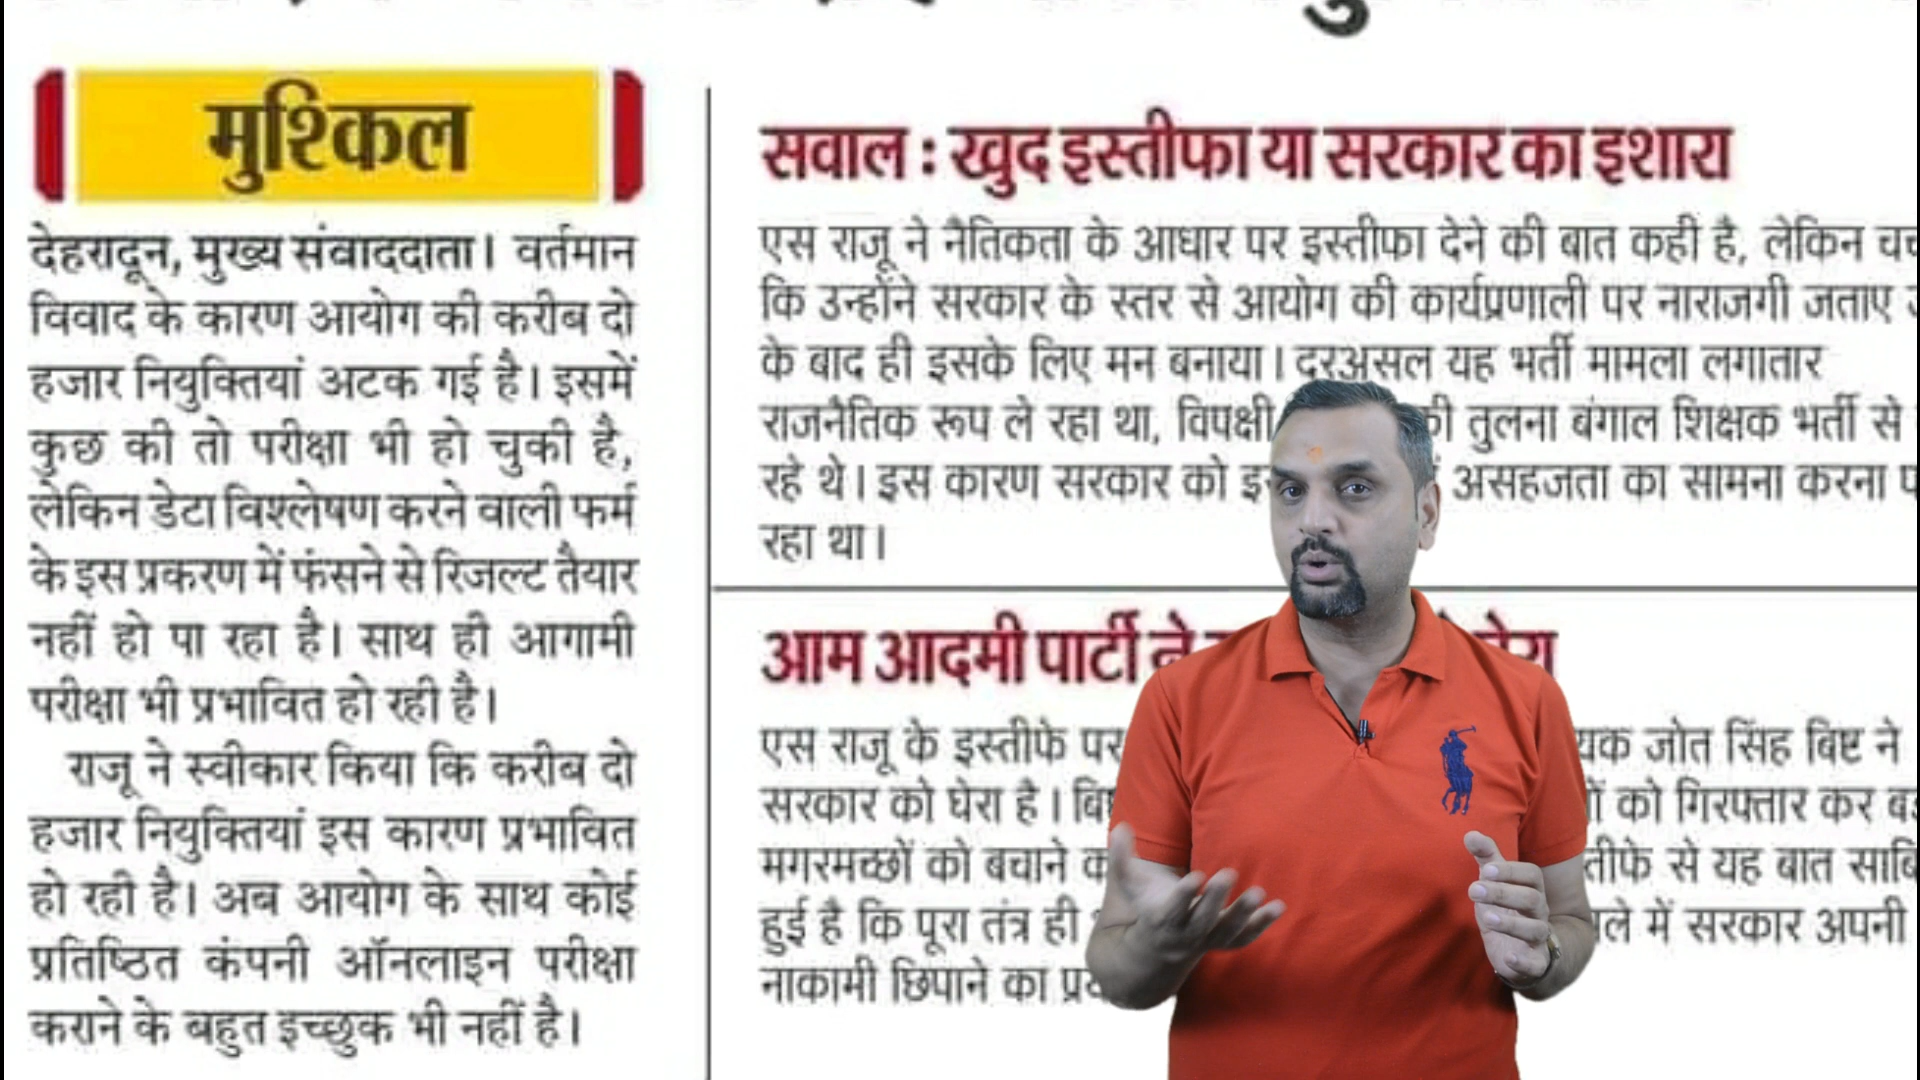 मुश्किल
देहरादून, मुख्य संवाददाता। वर्तमान
विवाद के कारण आयोग की करीब दो
हजार नियुक्तियां अटक गई है। इसमें
कुछ की तो परीक्षा भी हो चुकी है,
लेकिन डेटा विश्लेषण करने वाली फर्म
के इस प्रकरण में फंसने से रिजल्ट तैयार
नहीं हो पा रहा है। साथ ही आगामी
परीक्षा भी प्रभावित हो रही है।
राजू ने स्वीकार किया कि करीब दो
हजार नियुक्तियां इस कारण प्रभावित
हो रही है। अब आयोग के साथ कोई
प्रतिष्ठित कंपनी ऑनलाइन परीक्षा
कराने के बहुत इच्छुक भी नहीं है।
सवाल : खुद इस्तीफा या सरकार का इशारा
एस राजू ने नैतिकता के आधार पर इस्तीफा देने की बात कही है, लेकिन
कि उन्होंने सरकार के स्तर से आयोग की कार्यप्रणाली पर नाराजगी जताए
के बाद ही इसके लिए मन बनाया। दरअसल यह भर्ती मामला लगातार
राजनैतिक रूप ले रहा था, विपक्षी की तुलना बंगाल शिक्षक भर्ती से
रहे थे। इस कारण सरकार को असहजता का सामना करना
रहा था।
आम आदमी पार्टी ने
एस राजू के इस्तीफे पर जोत सिंह बिष्ट ने
सरकार को घेरा है। को गिरफ्तार कर
मगरमच्छों को बचाने से यह बात
हुई है कि पूरा तंत्र ही में सरकार अपनी
नाकामी छिपाने का